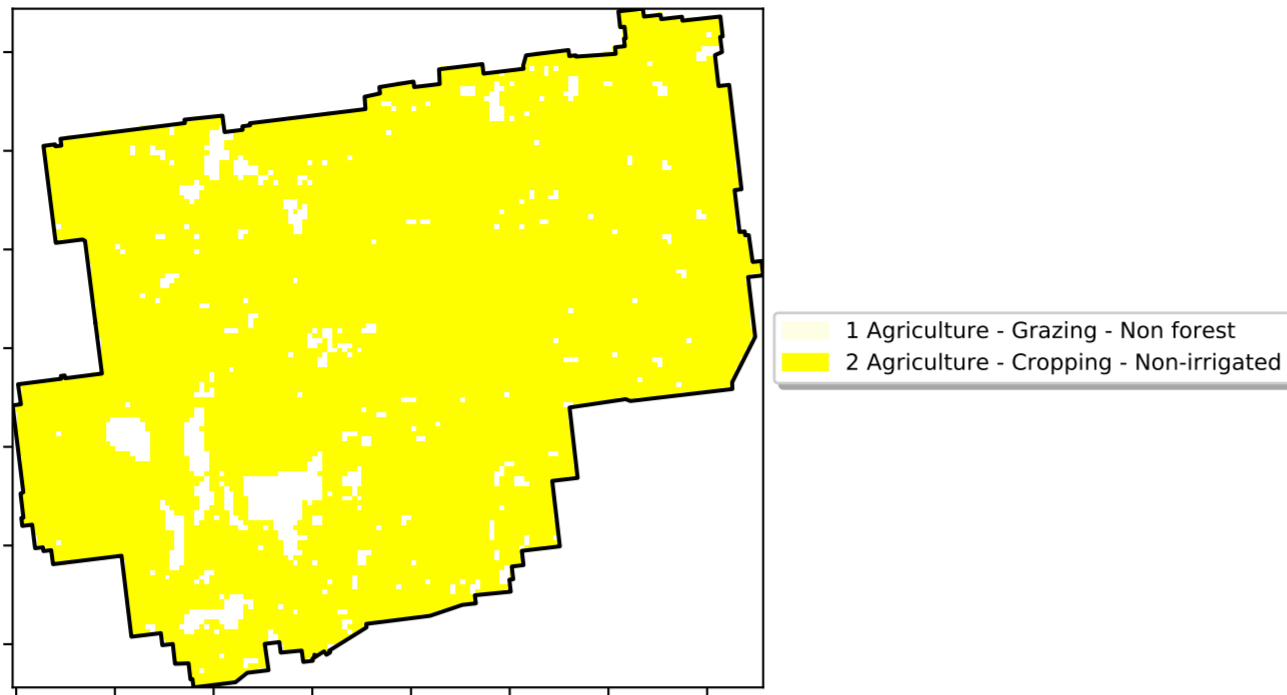 1 Agriculture - Grazing - Non forest
2 Agriculture - Cropping - Non-irrigated